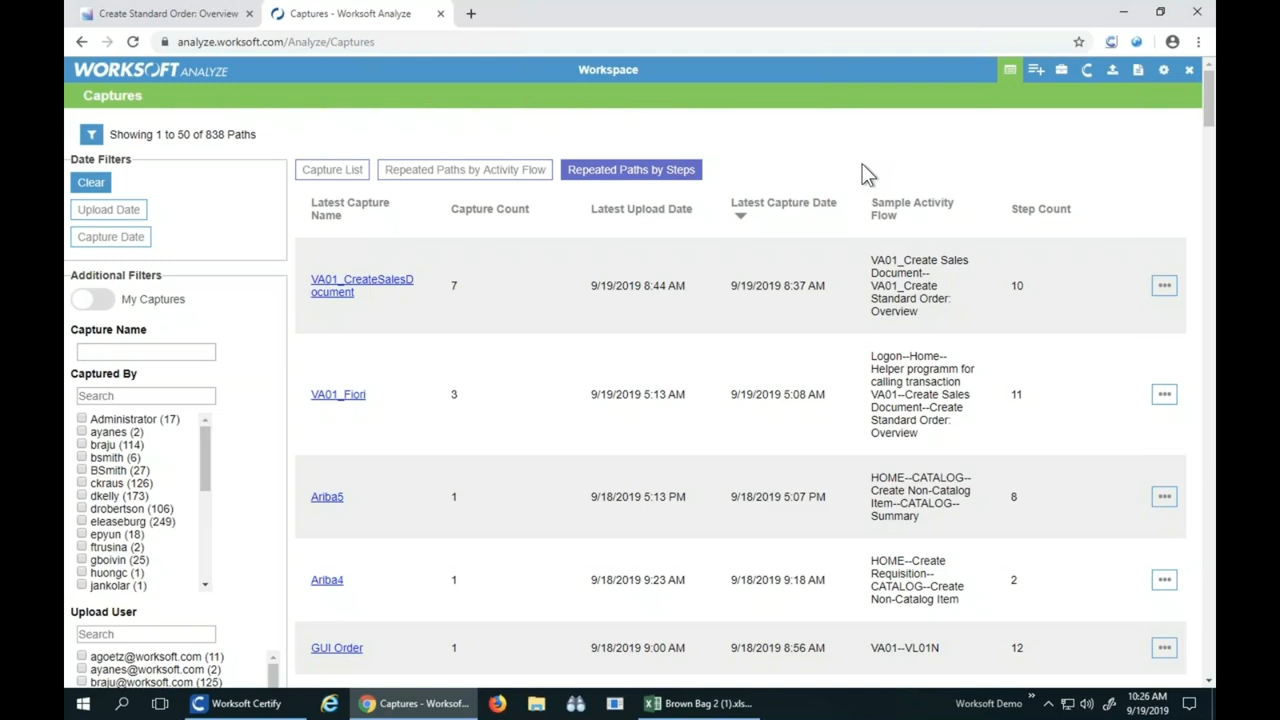 Create Standard Order: Overview
Captures - Worksoft Analyze
analyze.worksoft.com/Analyze/Captures
WORKSOFT ANALYZE
Workspace
Captures
Showing 1 to 50 of 838 Paths
Date Filters
Clear
Upload Date
Capture Date
Additional Filters
My Captures
Capture Name
Captured By
Search
Administrator (17)
ayanes (2)
braju (114)
bsmith (6)
BSmith (27)
ckraus (126)
dkelly (173)
drobertson (106)
eleaseburg (249)
epyun (18)
ftrusina (2)
gboivin (25)
huongc (1)
jankolar (1)
Upload User
Search
agoetz@worksoft.com (11)
ayanes@worksoft.com (2)
braju@worksoft.com (125)
Capture List
Repeated Paths by Activity Flow
Repeated Paths by Steps
Latest Capture
Name
Capture Count
Latest Upload Date
Latest Capture Date
Sample Activity
Flow
Step Count
VA01_CreateSalesD
ocument
7
9/19/2019 8:44 AM
9/19/2019 8:37 AM
VA01_Create Sales
Document--
VA01_Create
Standard Order:
Overview
10
VA01_Fiori
3
9/19/2019 5:13 AM
9/19/2019 5:08 AM
Logon--Home--
Helper programm for
calling transaction
VA01--Create Sales
Document--Create
Standard Order:
Overview
11
Ariba5
1
9/18/2019 5:13 PM
9/18/2019 5:07 PM
HOME--CATALOG--
Create Non-Catalog
Item--CATALOG--
Summary
8
Ariba4
1
9/18/2019 9:23 AM
9/18/2019 9:18 AM
HOME--Create
Requisition--
CATALOG--Create
Non-Catalog Item
2
GUI Order
1
9/18/2019 9:00 AM
9/18/2019 8:56 AM
VA01--VL01N
12
Worksoft Certify
Captures - Worksof...
Brown Bag 2 (1).xls...
Worksoft Demo
10:26 AM
9/19/2019